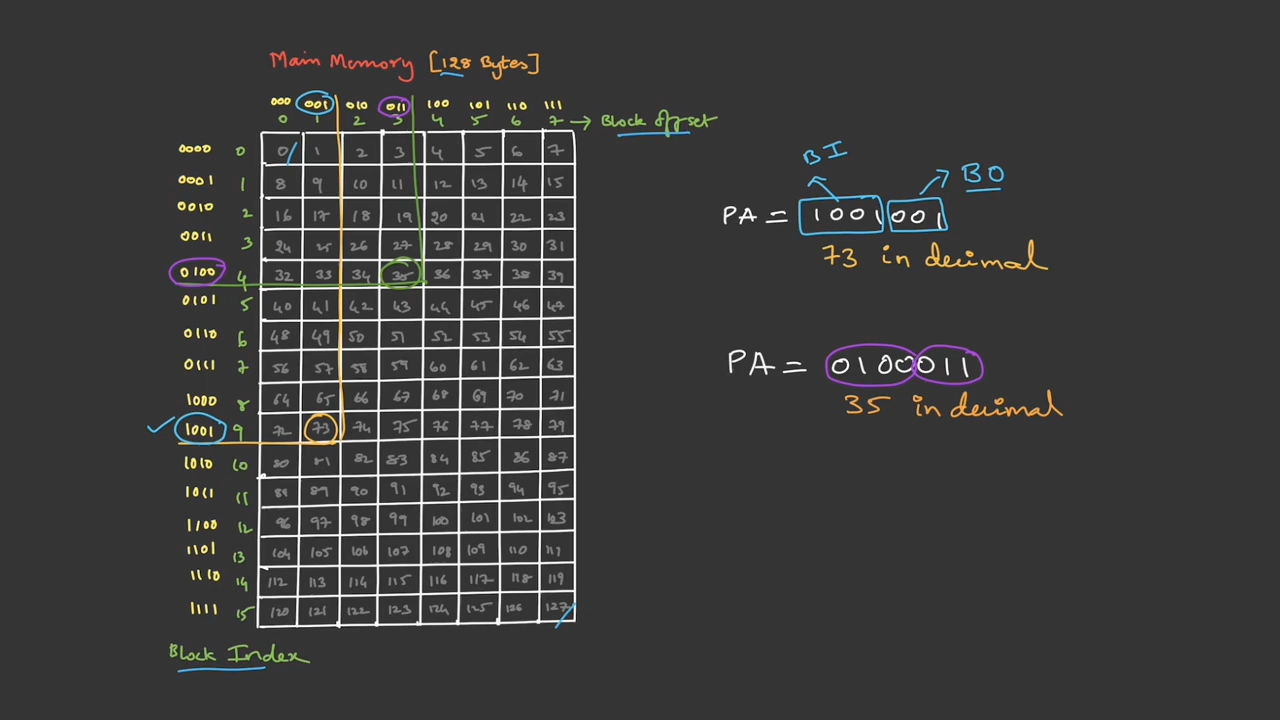 Main Memory [128 Bytes]
000 001 010 011 100 101 110 111
0 1 2 3 4 5 6 7 → Block Offset
0000 0 0 1 2 3 4 5 6 7
0001 1 8 9 10 11 12 13 14 15
0010 2 16 17 18 19 20 21 22 23
0011 3 24 25 26 27 28 29 30 31
0100 4 32 33 34 35 36 37 38 39
0101 5 40 41 42 43 44 45 46 47
0110 6 48 49 50 51 52 53 54 55
0111 7 56 57 58 59 60 61 62 63
1000 8 64 65 66 67 68 69 70 71
1001 9 72 73 74 75 76 77 78 79
1010 10 80 81 82 83 84 85 86 87
1011 11 88 89 90 91 92 93 94 95
1100 12 96 97 98 99 100 101 102 103
1101 13 104 105 106 107 108 109 110 111
1110 14 112 113 114 115 116 117 118 119
1111 15 120 121 122 123 124 125 126 127
Block Index
BI
BO
PA = 1001 001
73 in decimal
PA = 0100 011
35 in decimal